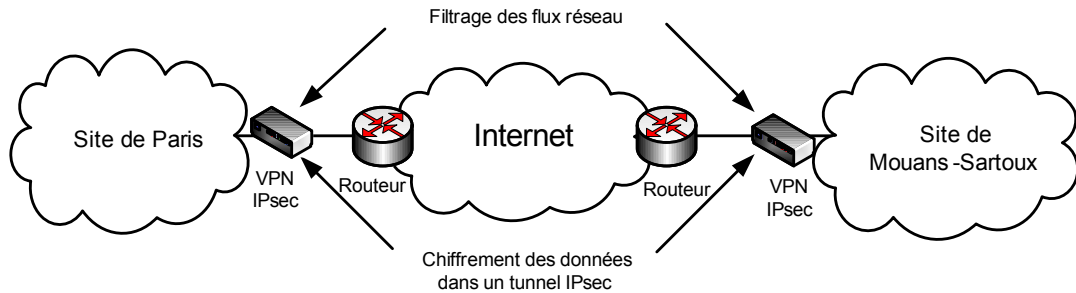 Filtrage des flux réseau
Site de Paris
VPN
IPsec
Routeur
Internet
Routeur
VPN
IPsec
Site de
Mouans -Sartoux
Chiffrement des données
dans un tunnel IPsec